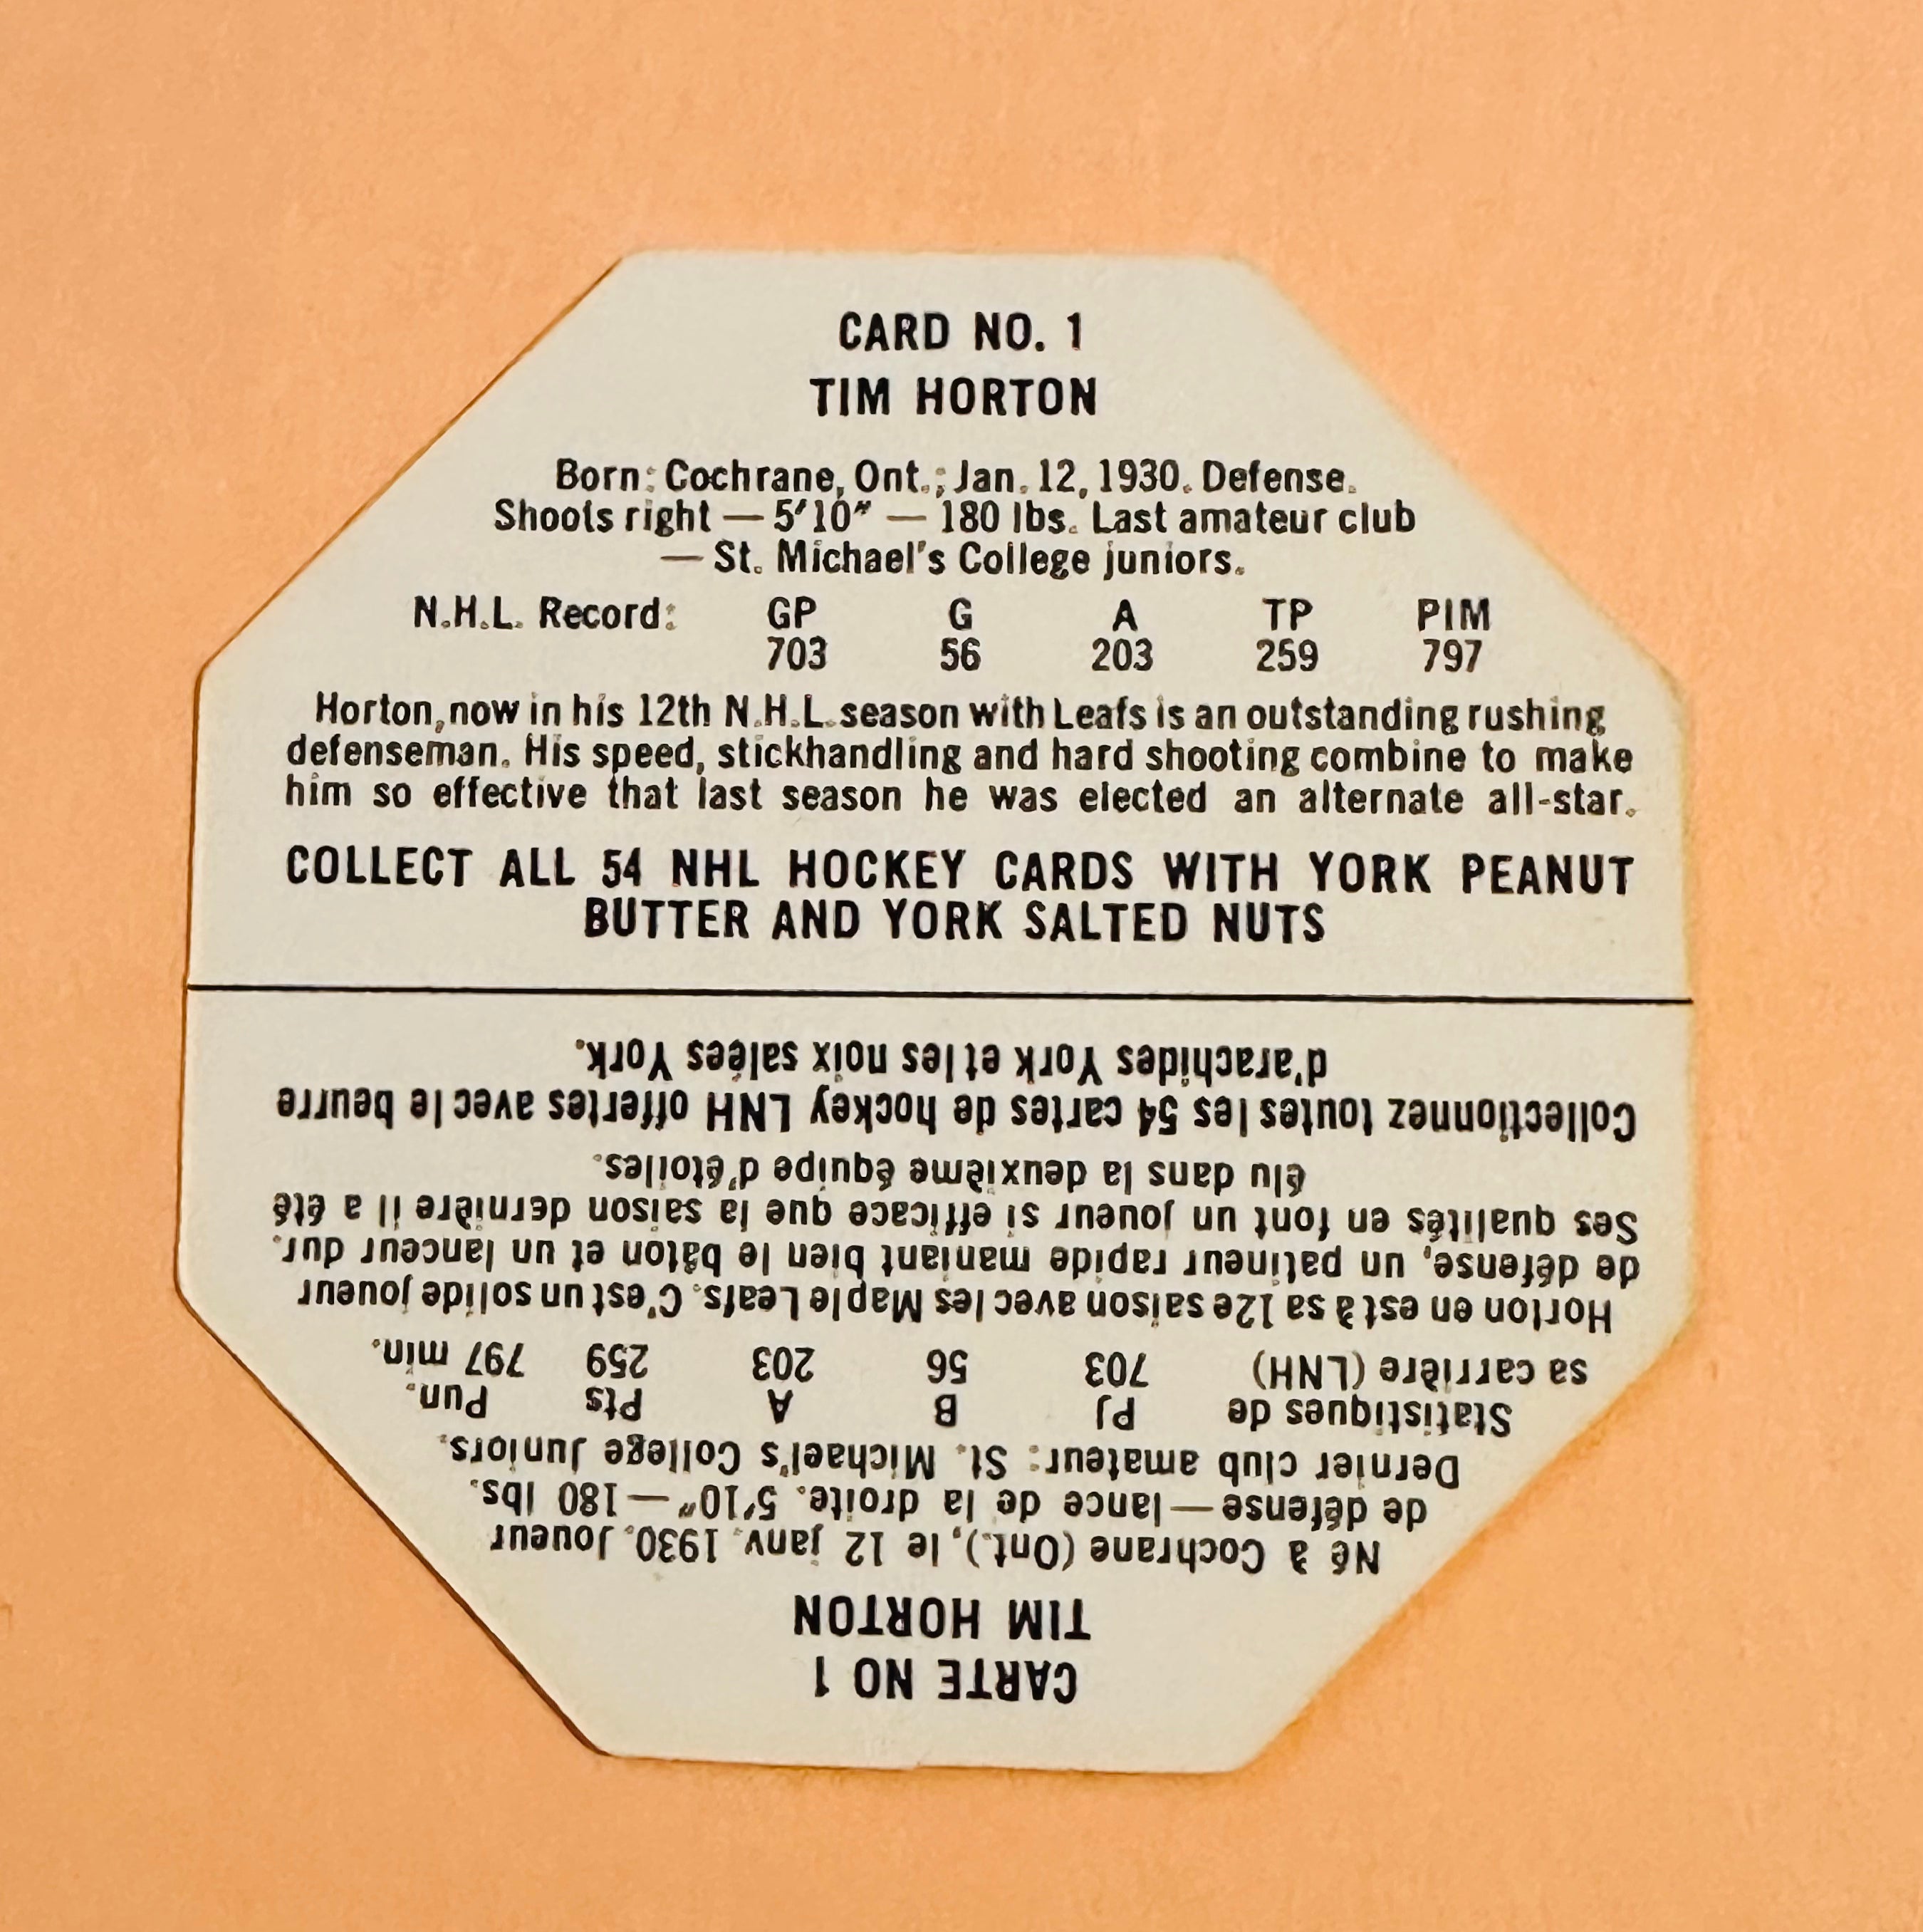 CARD NO. 1
TIM HORTON
Born: Cochrane, Ont.; Jan. 12, 1930. Defense.
Shoots right — 5'10" — 180 lbs. Last amateur club
— St. Michael's College juniors.
N.H.L. Record: GP G A TP PIM
703 56 203 259 797
Horton, now in his 12th N.H.L. season with Leafs is an outstanding rushing
defenseman. His speed, stickhandling and hard shooting combine to make
him so effective that last season he was elected an alternate all-star.
COLLECT ALL 54 NHL HOCKEY CARDS WITH YORK PEANUT
BUTTER AND YORK SALTED NUTS
CARTE NO 1
TIM HORTON
Né à Cochrane (Ont.), le 12 janv. 1930. Joueur
de défense — lance de la droite. 5'10" — 180 lbs.
Dernier club amateur: St. Michael's College Juniors.
Statistiques de PJ B A Pts Pun.
sa carrière (LNH) 703 56 203 259 797 min.
Horton en est à sa 12e saison avec les Maple Leafs. C'est un solide joueur
de défense, un patineur rapide maniant bien le bâton et un lanceur dur.
Ses qualités en font un joueur si efficace que la saison dernière il a été
élu dans la deuxième équipe d'étoiles.
Collectionnez toutes les 54 cartes de hockey LNH offertes avec le beurre
d'arachides York et les noix salées York.